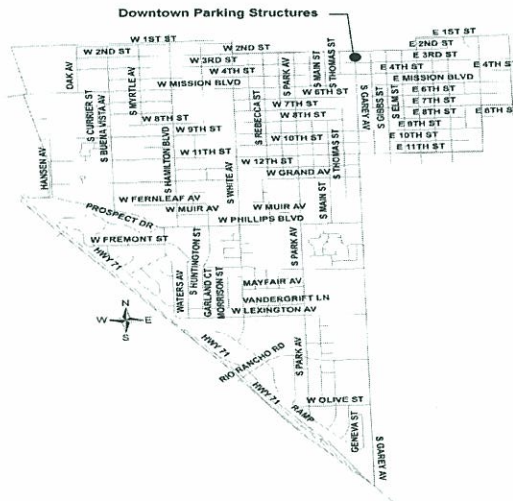 Downtown Parking Structures
W 1ST ST
E 1ST ST
W 2ND ST
W 2ND ST
E 2ND ST
W 3RD ST
E 3RD ST
W 4TH ST
E 4TH ST
E 4TH ST
W MISSION BLVD
E MISSION BLVD
W 6TH ST
E 6TH ST
W 7TH ST
E 7TH ST
W 8TH ST
W 8TH ST
E 8TH ST
E 8TH ST
W 9TH ST
E 9TH ST
W 10TH ST
E 10TH ST
W 11TH ST
E 11TH ST
W 12TH ST
W GRAND AV
OAK AV
S CURRIER ST
S BUENA VISTA AV
S MYRTLE AV
S HAMILTON BLVD
S WHITE AV
S REBECCA ST
S PARK AV
S MAIN ST
S THOMAS ST
S GAREY AV
S GIBBS ST
S ELM ST
HANSEN AV
S THOMAS ST
S MAIN ST
W FERNLEAF AV
W MUIR AV
W MUIR AV
W PHILLIPS BLVD
PROSPECT DR
W FREMONT ST
HWY 71
WATERS AV
S HUNTINGTON ST
GARLAND CT
MORRISON ST
S PARK AV
MAYFAIR AV
VANDERGRIFT LN
W LEXINGTON AV
N
W
E
S
HWY 71
RIO RANCHO RD
S PARK AV
HWY 71
RAMP
W OLIVE ST
GENEVA ST
S GAREY AV